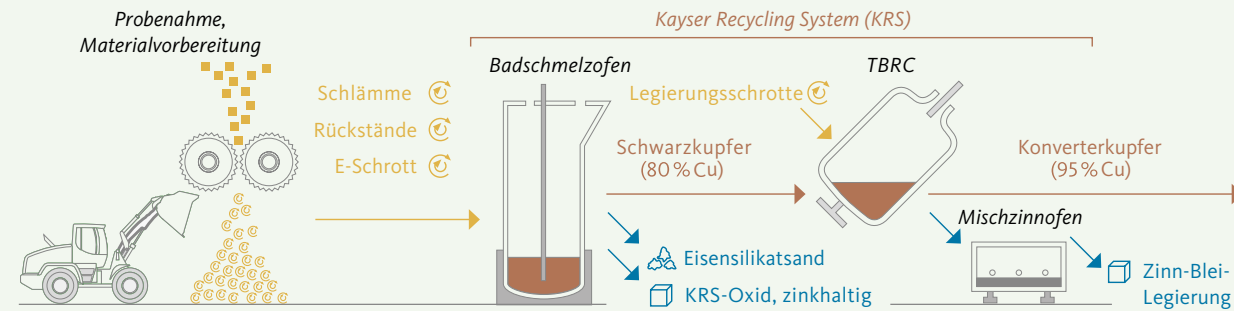 Probenahme,
Materialvorbereitung
Kayser Recycling System (KRS)
Badschmelzofen
TBRC
Schlämme
Rückstände
E-Schrott
Legierungsschrotte
Schwarzkupfer
(80 % Cu)
Konverterkupfer
(95 % Cu)
Mischzinnofen
Eisensilikatsand
KRS-Oxid, zinkhaltig
Zinn-Blei-
Legierung